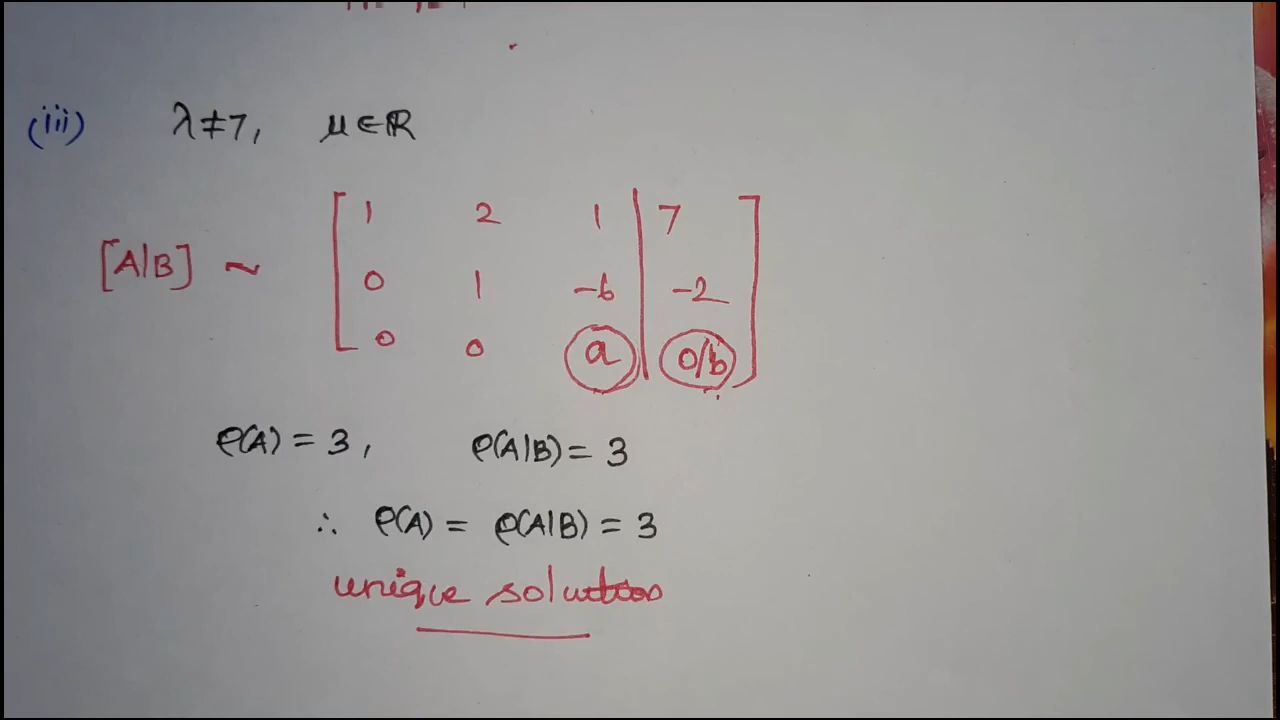 (iii) λ≠7, μ∈ℝ
1 2 1 7
[A|B] ~ 0 1 -6 -2
0 0 a 0/b
ρ(A) = 3, ρ(A|B) = 3
∴ ρ(A) = ρ(A|B) = 3
unique solution